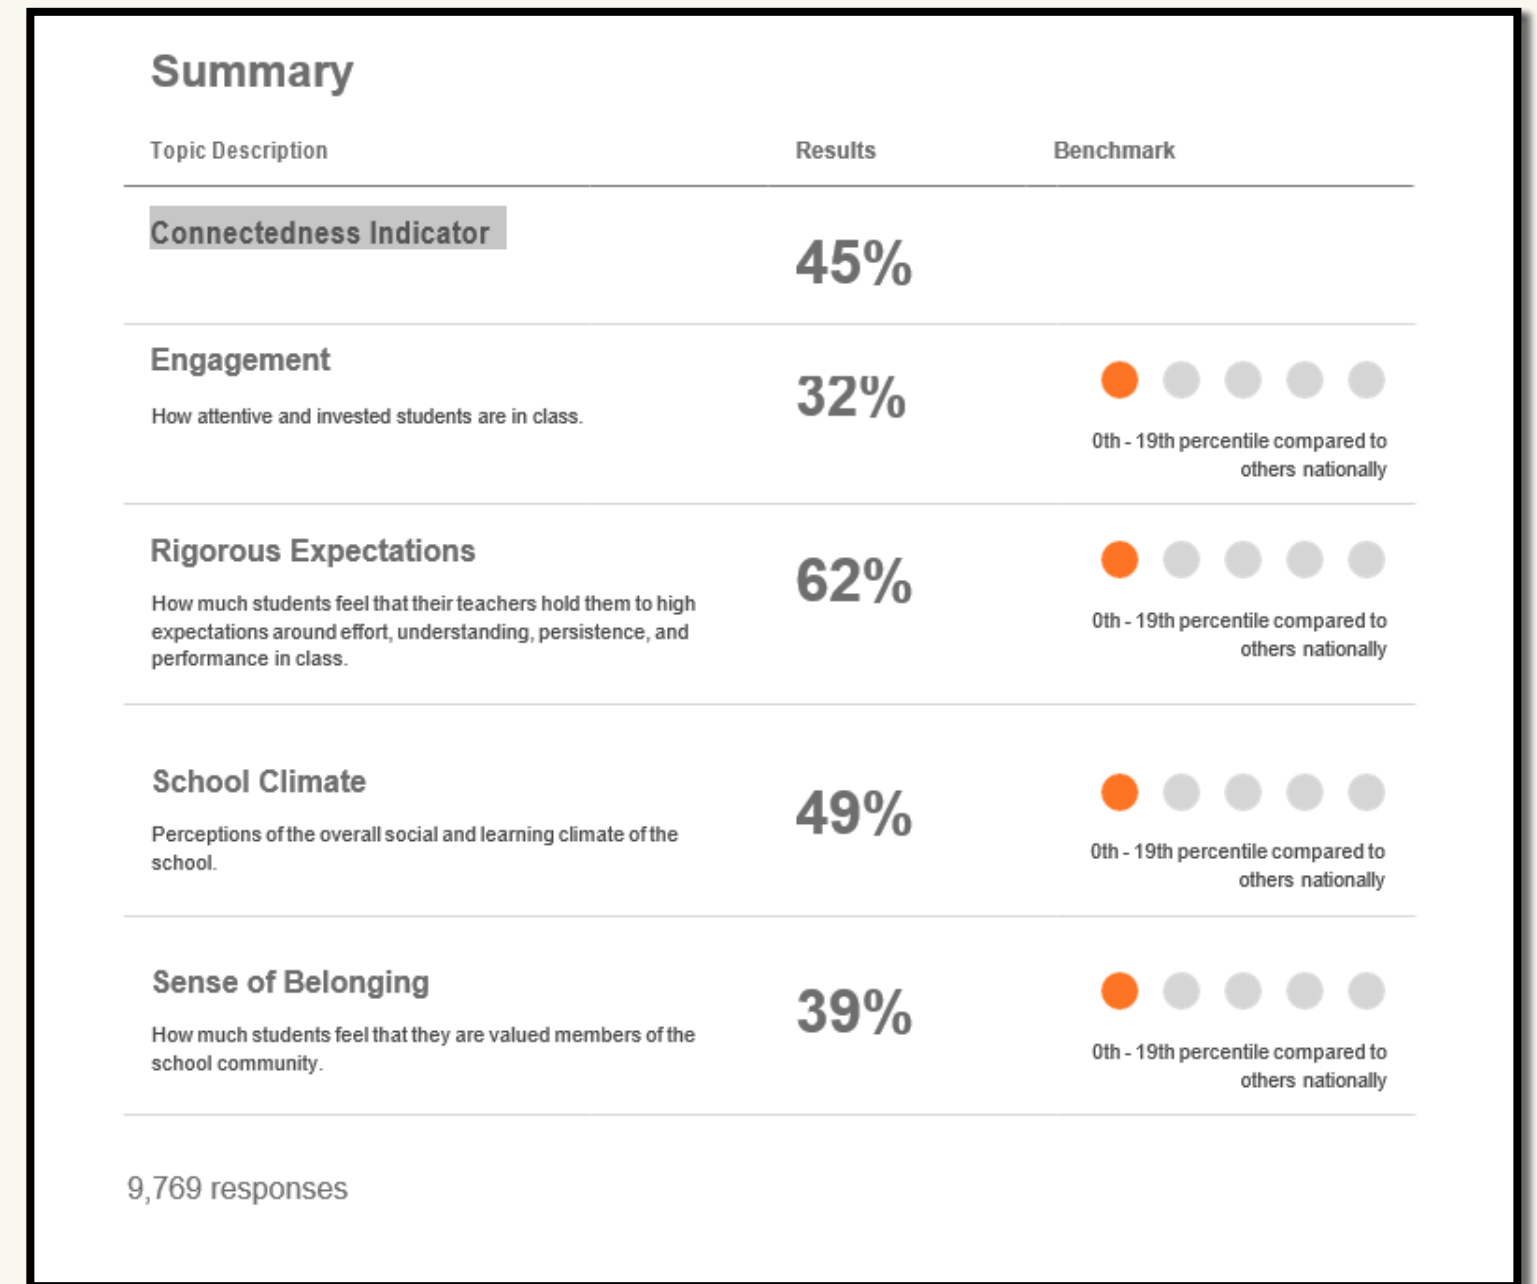 Summary
Topic Description Results Benchmark
Connectedness Indicator
45%
Engagement
32%
How attentive and invested students are in class.
0th - 19th percentile compared to
others nationally
Rigorous Expectations
62%
How much students feel that their teachers hold them to high
expectations around effort, understanding, persistence, and
performance in class.
0th - 19th percentile compared to
others nationally
School Climate
49%
Perceptions of the overall social and learning climate of the
school.
0th - 19th percentile compared to
others nationally
Sense of Belonging
39%
How much students feel that they are valued members of the
school community.
0th - 19th percentile compared to
others nationally
9,769 responses